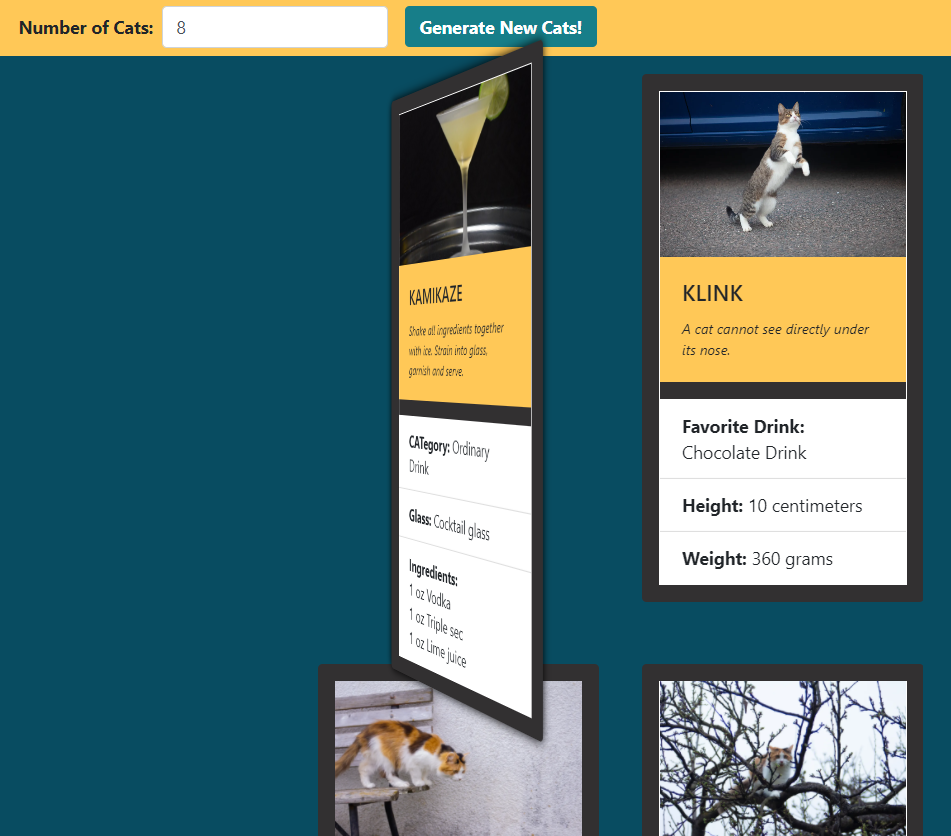 Number of Cats: 8 Generate New Cats!
KAMIKAZE
Shake all ingredients together
with ice. Strain into glass,
garnish and serve.
CATegory: Ordinary
Drink
Glass: Cocktail glass
Ingredients:
1 oz Vodka
1 oz Triple sec
1 oz Lime juice
KLINK
A cat cannot see directly under
its nose.
Favorite Drink:
Chocolate Drink
Height: 10 centimeters
Weight: 360 grams